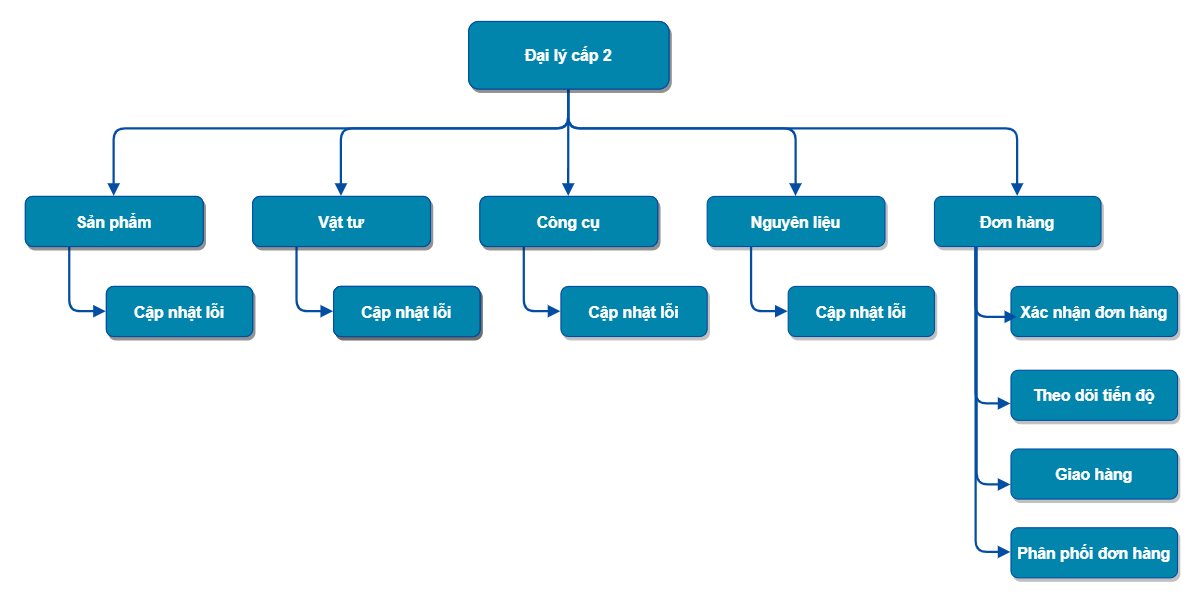 Đại lý cấp 2
Sản phẩm
Vật tư
Công cụ
Nguyên liệu
Đơn hàng
Cập nhật lỗi
Cập nhật lỗi
Cập nhật lỗi
Cập nhật lỗi
Xác nhận đơn hàng
Theo dõi tiến độ
Giao hàng
Phân phối đơn hàng